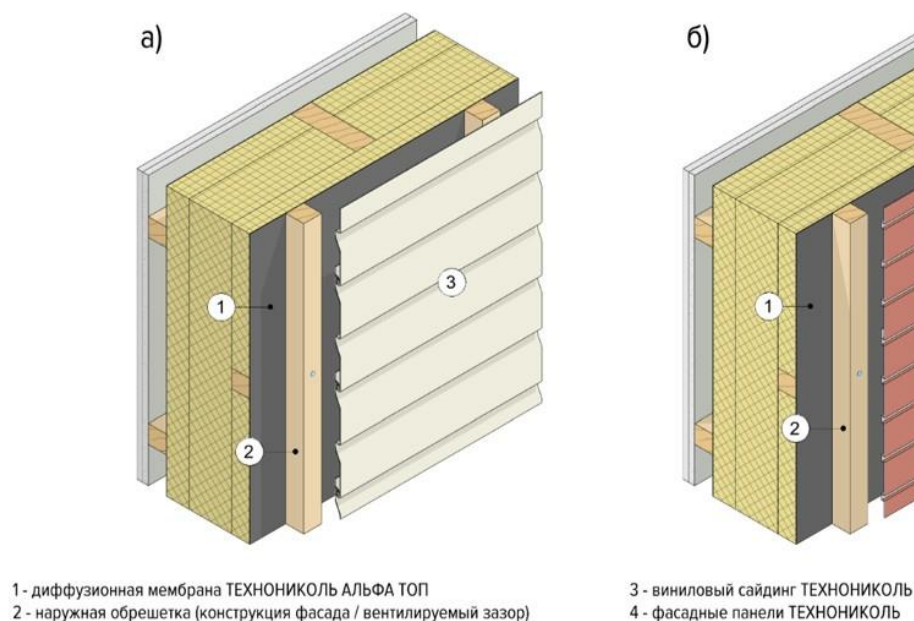 а)
б)
1
2
3
1
2
1 - диффузионная мембрана ТЕХНОНИКОЛЬ АЛЬФА ТОП
2 - наружная обрешетка (конструкция фасада / вентилируемый зазор)
3 - виниловый сайдинг ТЕХНОНИКОЛЬ
4 - фасадные панели ТЕХНОНИКОЛЬ